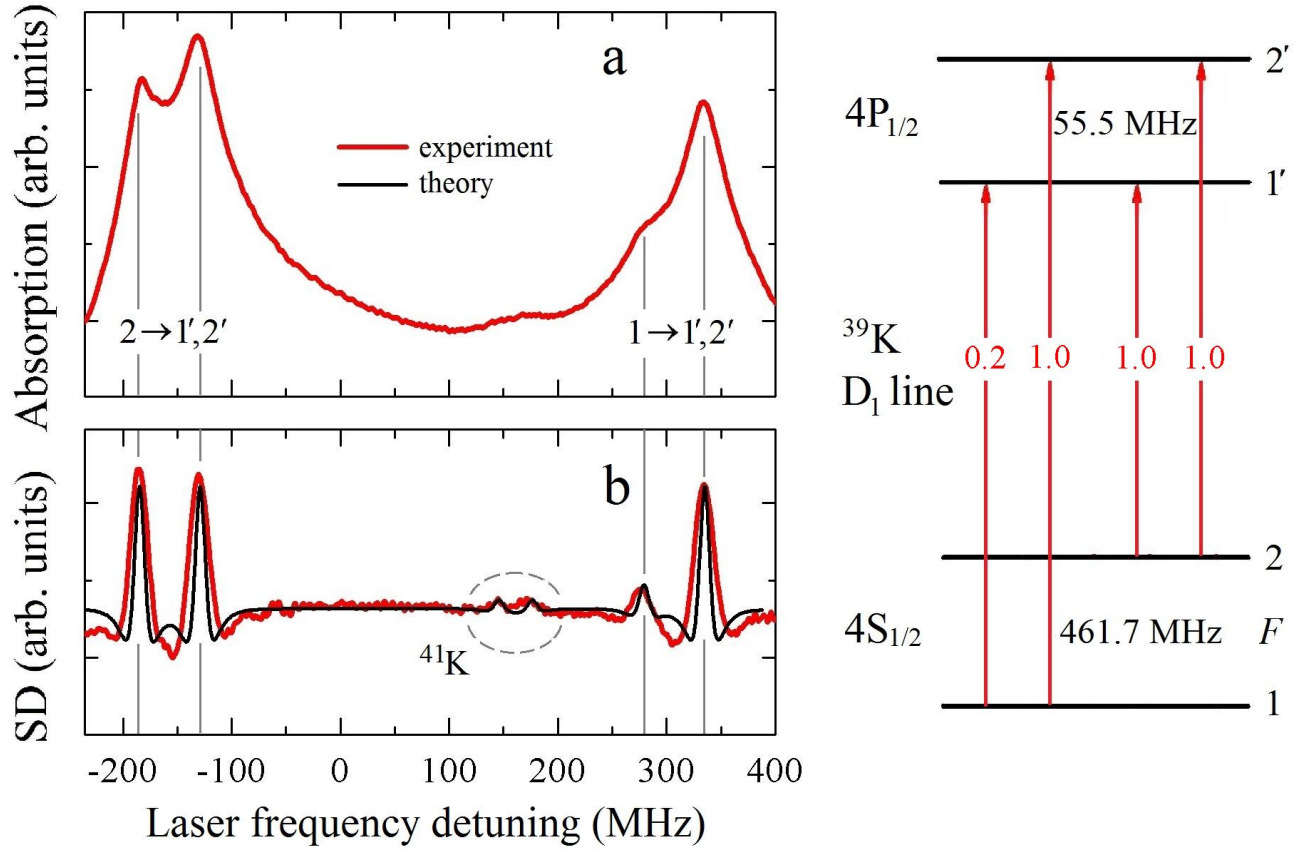 Absorption (arb. units)
a
experiment
theory
2→1′,2′
1→1′,2′
SD (arb. units)
b
⁴¹K
-200 -100 0 100 200 300 400
Laser frequency detuning (MHz)
2′
4P₁/₂
55.5 MHz
1′
³⁹K
0.2 1.0 1.0 1.0
D₁ line
2
4S₁/₂
461.7 MHz F
1